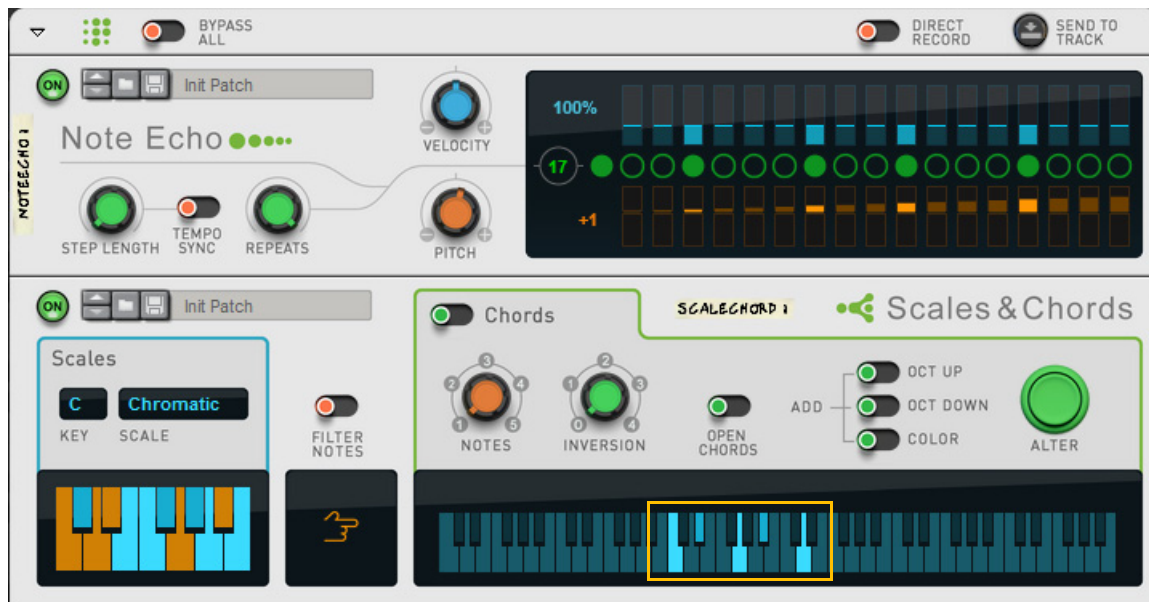 BYPASS ALL
DIRECT RECORD
SEND TO TRACK
ON
Init Patch
NOTEECHO 1
Note Echo
STEP LENGTH
TEMPO SYNC
REPEATS
VELOCITY
PITCH
100%
17
+1
ON
Init Patch
Scales
C
Chromatic
KEY
SCALE
FILTER NOTES
Chords
SCALECHORD 1
Scales & Chords
1
2
3
4
5
NOTES
0
1
2
3
4
INVERSION
OPEN CHORDS
ADD
OCT UP
OCT DOWN
COLOR
ALTER